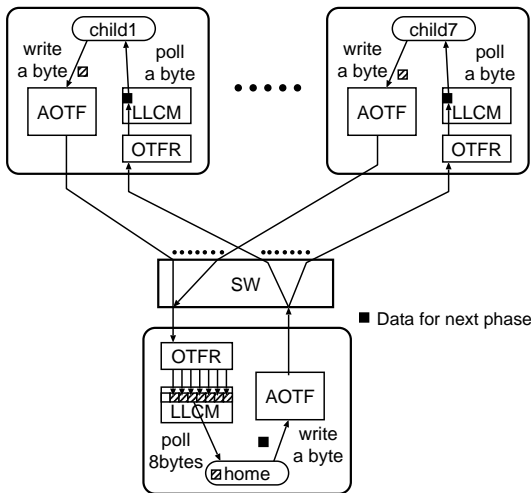 child1
write
a byte
poll
a byte
AOTF
LLCM
OTFR
child7
write
a byte
poll
a byte
AOTF
LLCM
OTFR
SW
Data for next phase
OTFR
LLCM
AOTF
poll
8bytes
write
a byte
home